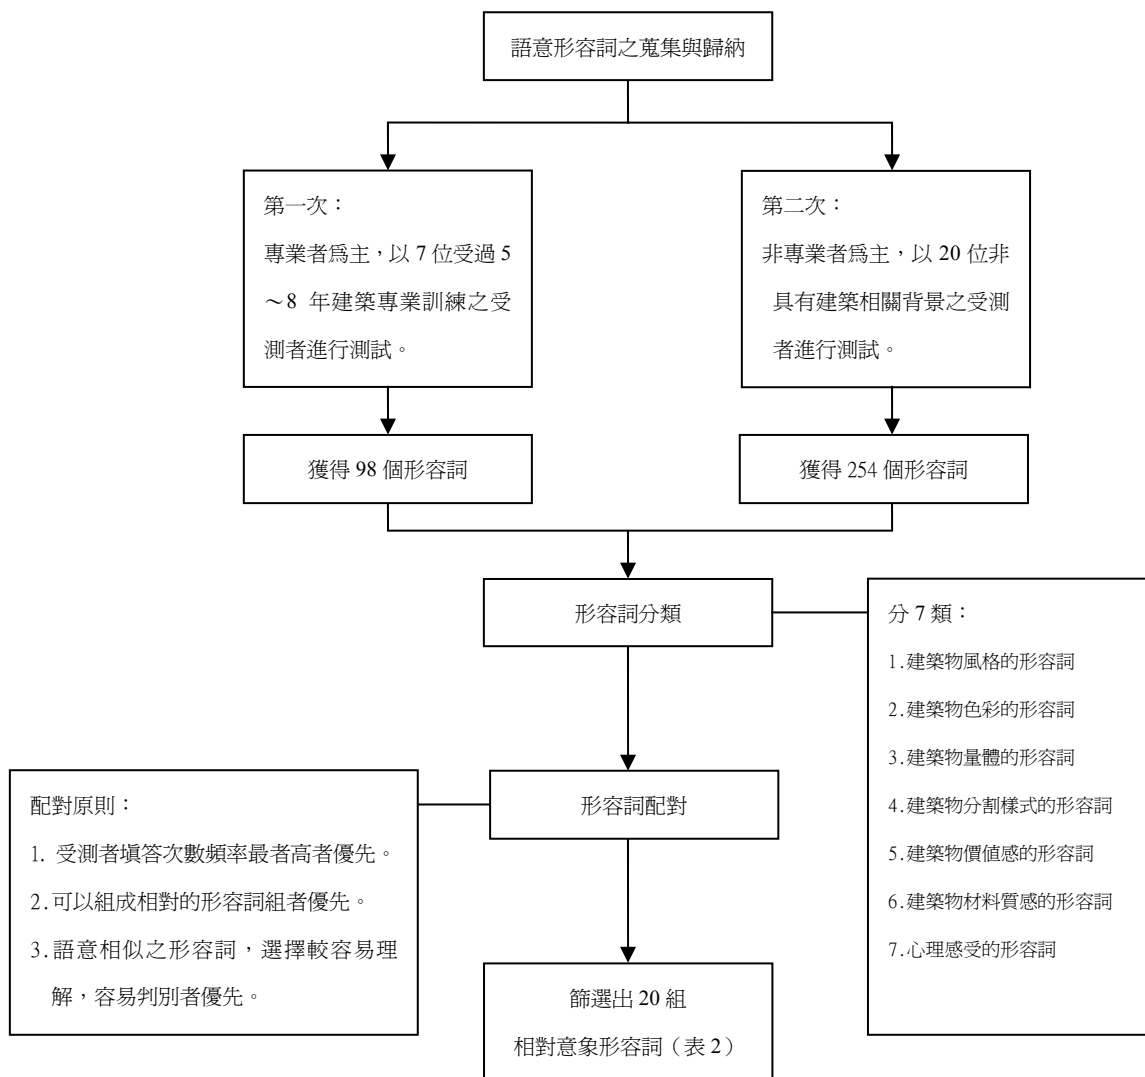 語意形容詞之蒐集與歸納
第一次：
專業者爲主，以 7 位受過 5
～8 年建築專業訓練之受
測者進行測試。
第二次：
非專業者爲主，以 20 位非
具有建築相關背景之受測
者進行測試。
獲得 98 個形容詞
獲得 254 個形容詞
形容詞分類
分 7 類：
1.建築物風格的形容詞
2.建築物色彩的形容詞
3.建築物量體的形容詞
4.建築物分割樣式的形容詞
5.建築物價值感的形容詞
6.建築物材料質感的形容詞
7.心理感受的形容詞
形容詞配對
配對原則：
1. 受測者填答次數頻率最者高者優先。
2.可以組成相對的形容詞組者優先。
3.語意相似之形容詞，選擇較容易理
解，容易判別者優先。
篩選出 20 組
相對意象形容詞（表 2）